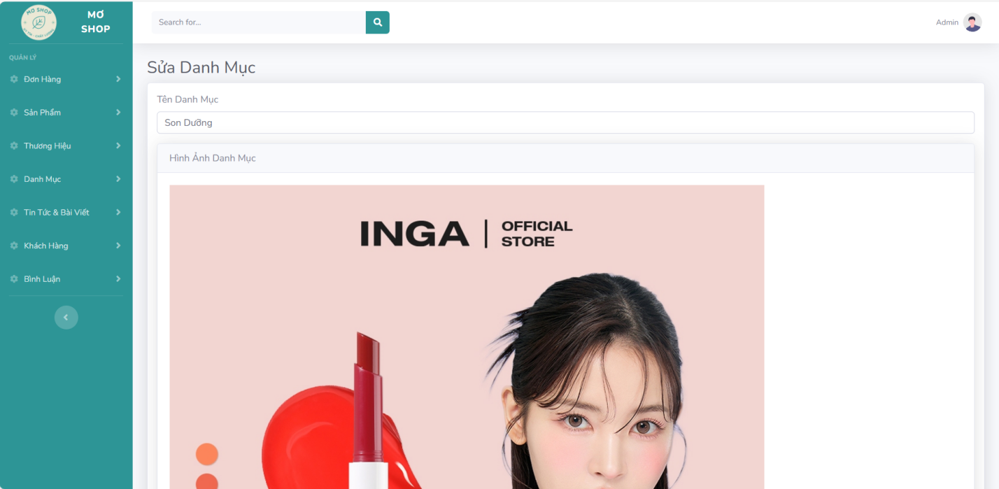 MƠ SHOP
MƠ
SHOP
Search for...
Admin
QUẢN LÝ
Đơn Hàng
Sản Phẩm
Thương Hiệu
Danh Mục
Tin Tức & Bài Viết
Khách Hàng
Bình Luận
Sửa Danh Mục
Tên Danh Mục
Son Dưỡng
Hình Ảnh Danh Mục
INGA
OFFICIAL
STORE